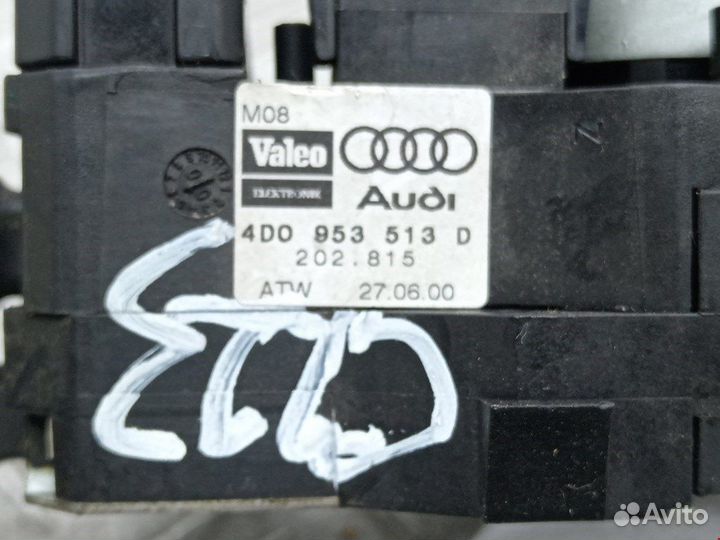 M08
Valeo
ELEKTRONIK
Audi
4D0 953 513 D
202.815
ATW 27.06.00
Z
Avito